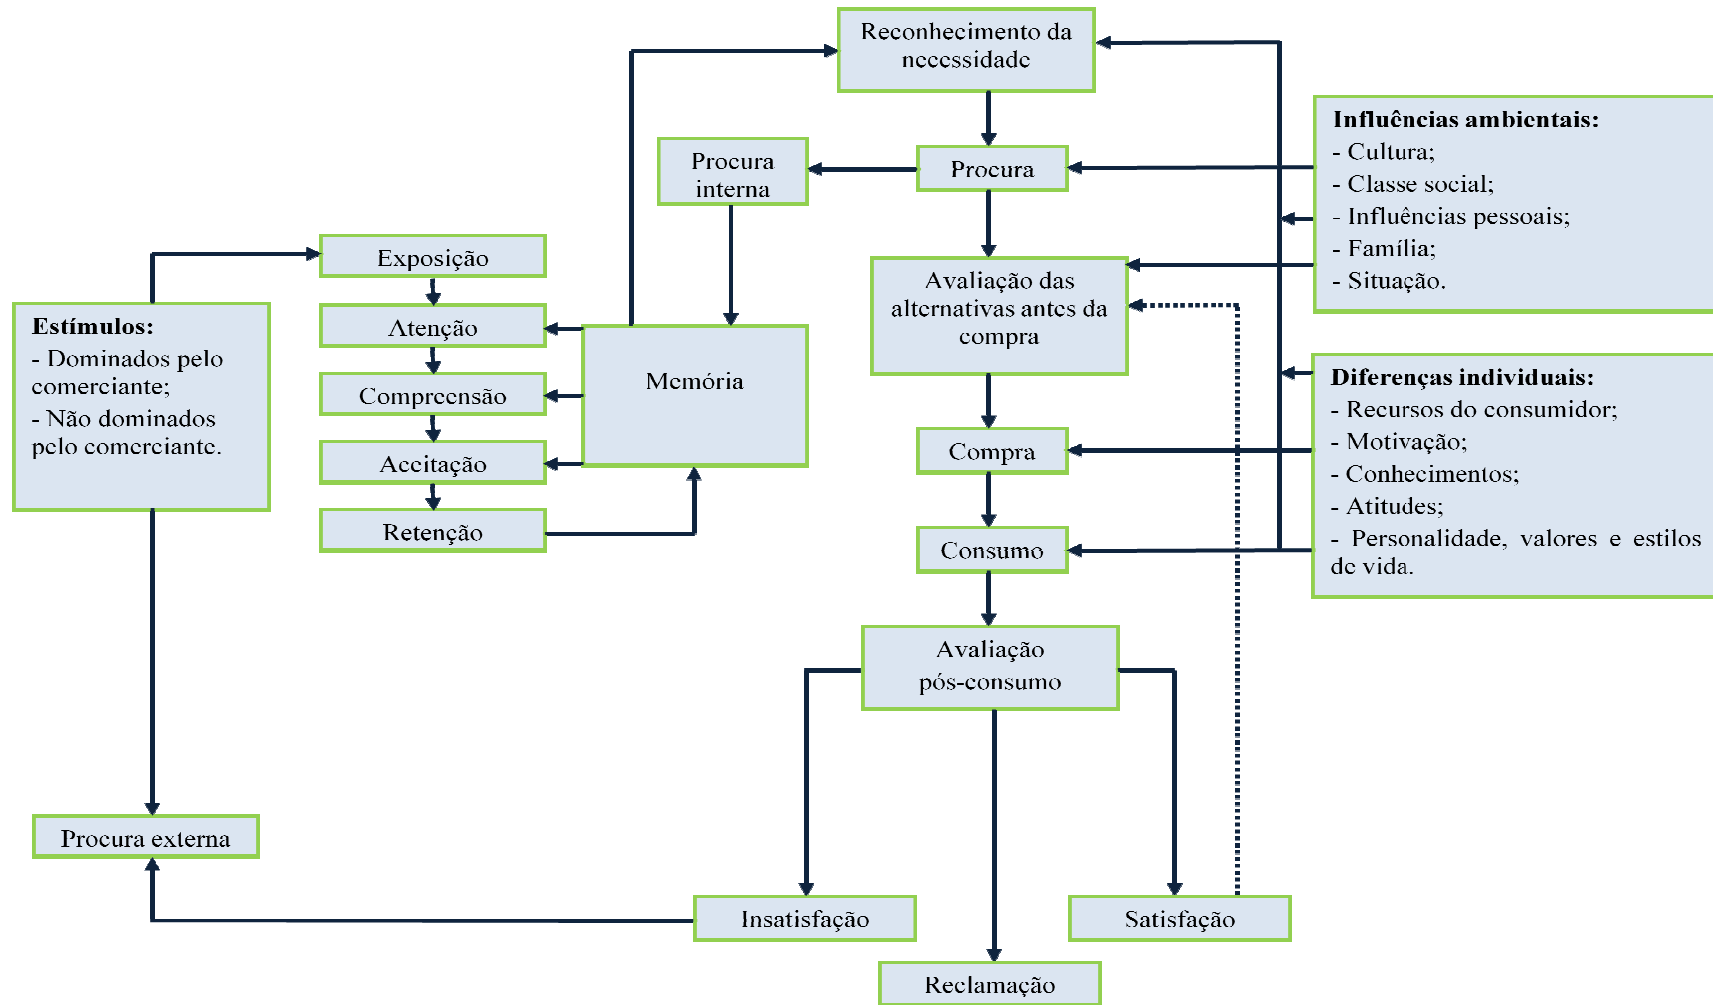 Reconhecimento da
necessidade
Procura
interna
Procura
Influências ambientais:
- Cultura;
- Classe social;
- Influências pessoais;
- Família;
- Situação.
Exposição
Atenção
Compreensão
Aceitação
Retenção
Estímulos:
- Dominados pelo
comerciante;
- Não dominados
pelo comerciante.
Memória
Avaliação das
alternativas antes da
compra
Diferenças individuais:
- Recursos do consumidor;
- Motivação;
- Conhecimentos;
- Atitudes;
- Personalidade, valores e estilos
de vida.
Compra
Consumo
Avaliação
pós-consumo
Procura externa
Insatisfação
Satisfação
Reclamação